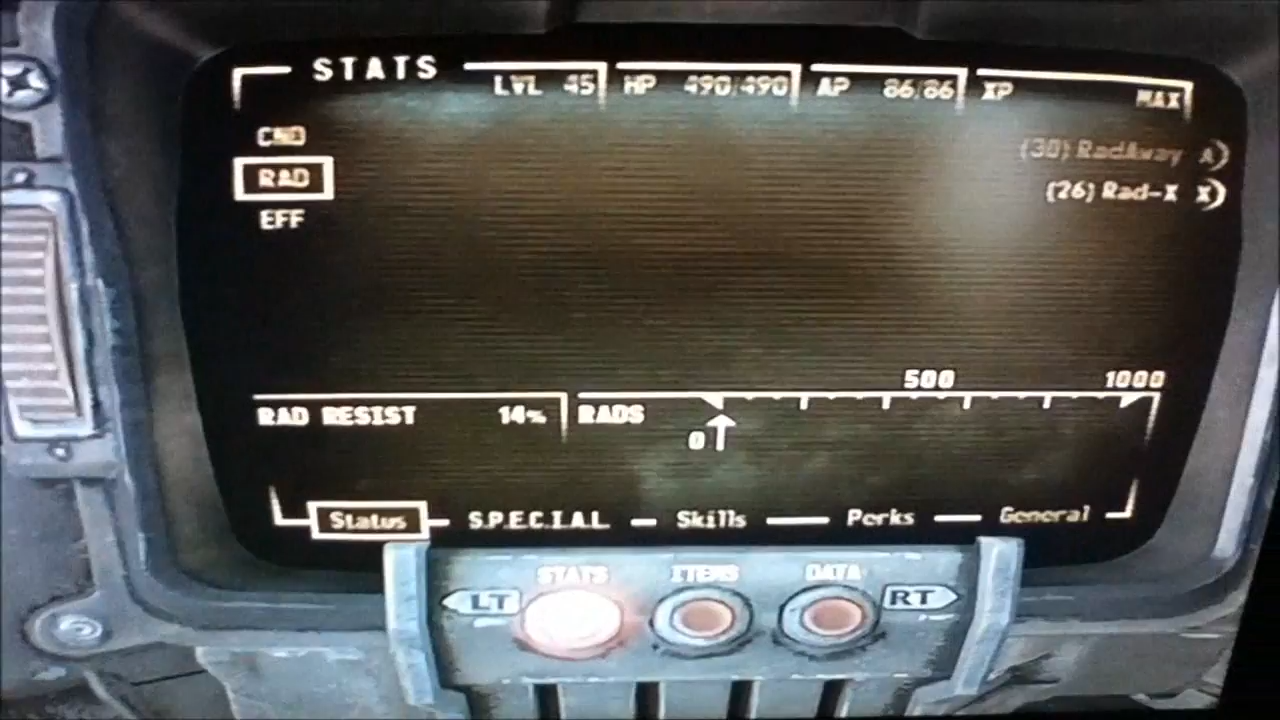 STATS LVL 45 HP 490/490 AP 86/86 XP MAX
CND
(30) RadAway A)
RAD
(26) Rad-X X)
EFF
500 1000
RAD RESIST 14% RADS
0
Status S.P.E.C.I.A.L. Skills Perks General
STATS ITEMS DATA
LT RT